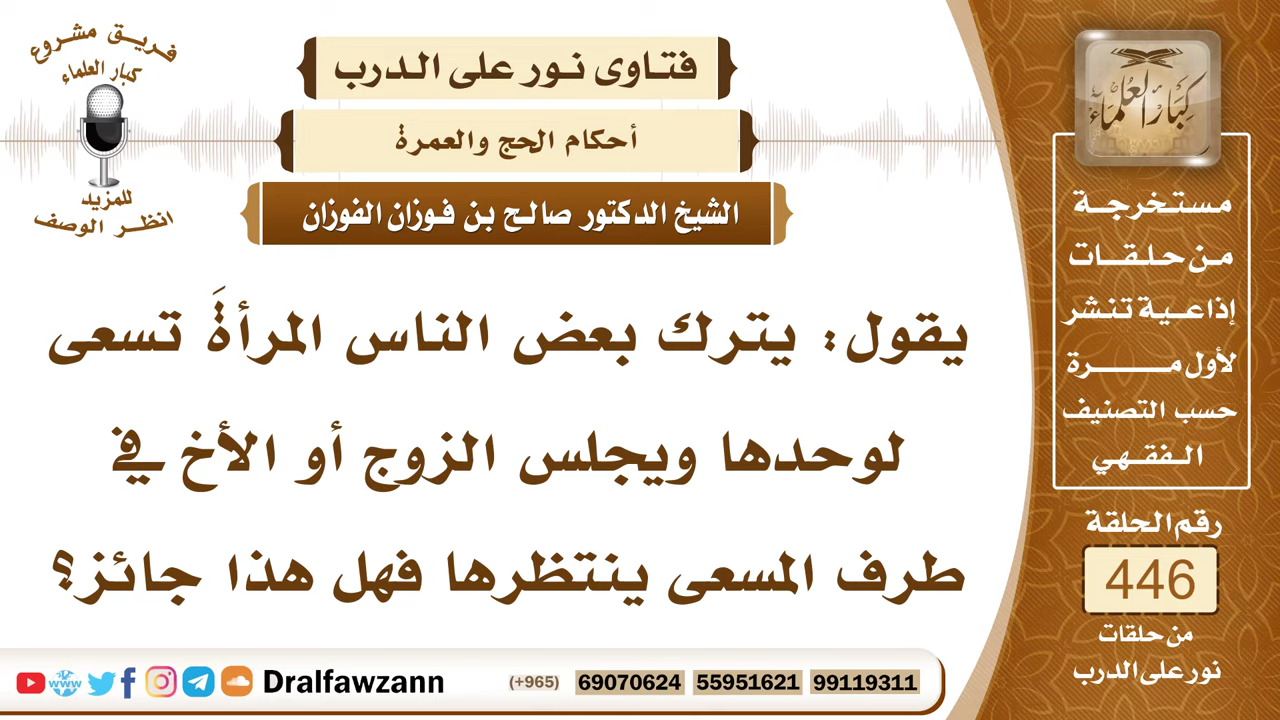 فريق مشروع
كبار العلماء
للمزيد
انظر الوصف
فتاوى نور على الدرب
أحكام الحج والعمرة
الشيخ الدكتور صالح بن فوزان الفوزان
يقول: يترك بعض الناس المرأةَ تسعى
لوحدها ويجلس الزوج أو الأخ في
طرف المسعى ينتظرها فهل هذا جائز؟
كبار العلماء
مستخرجة
من حلقات
إذاعية تنشر
لأول مرة
حسب التصنيف
الفقهي
رقم الحلقة
446
من حلقات
نور على الدرب
www Dralfawzann (+965) 69070624 55951621 99119311